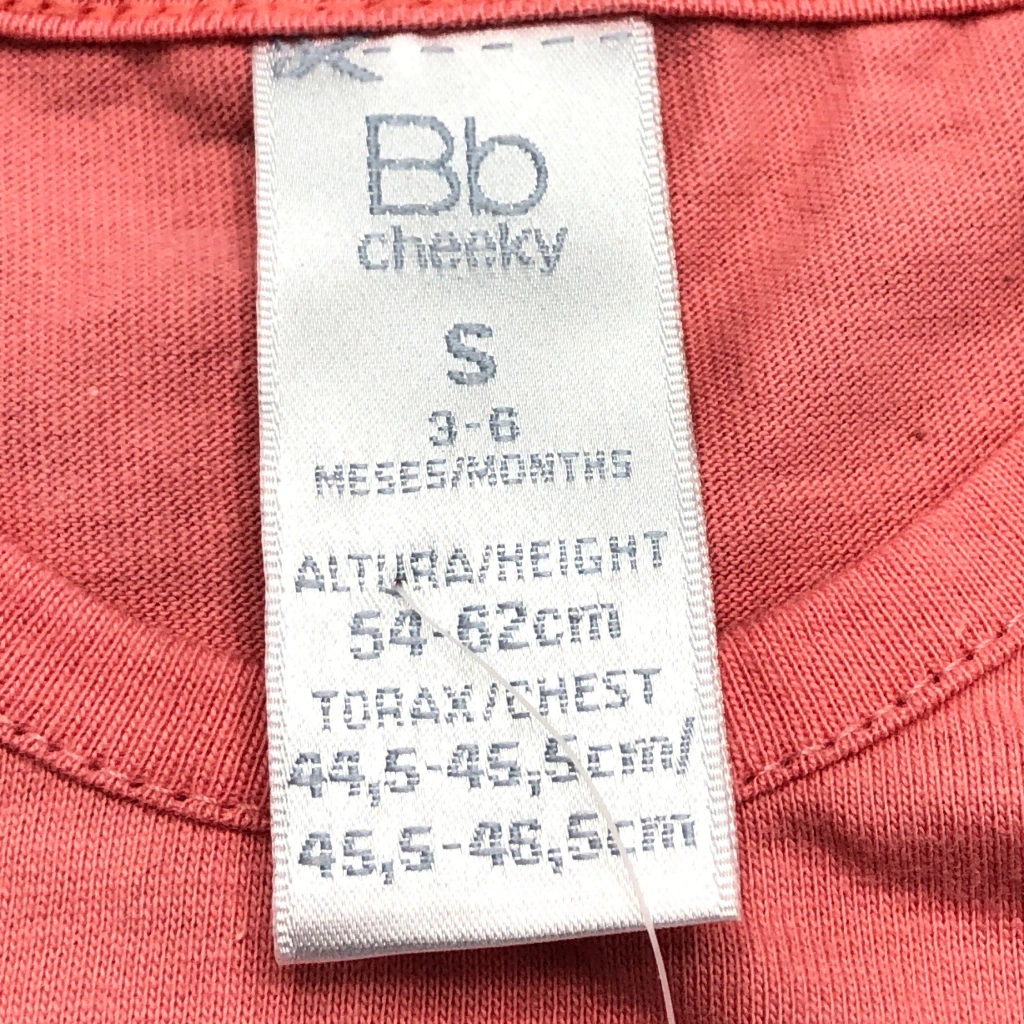 Bb
cheeky
S
3-6
MESES/MONTHS
ALTURA/HEIGHT
54-62cm
TORAX/CHEST
44,5-45,5cm/
45,5-46,5cm